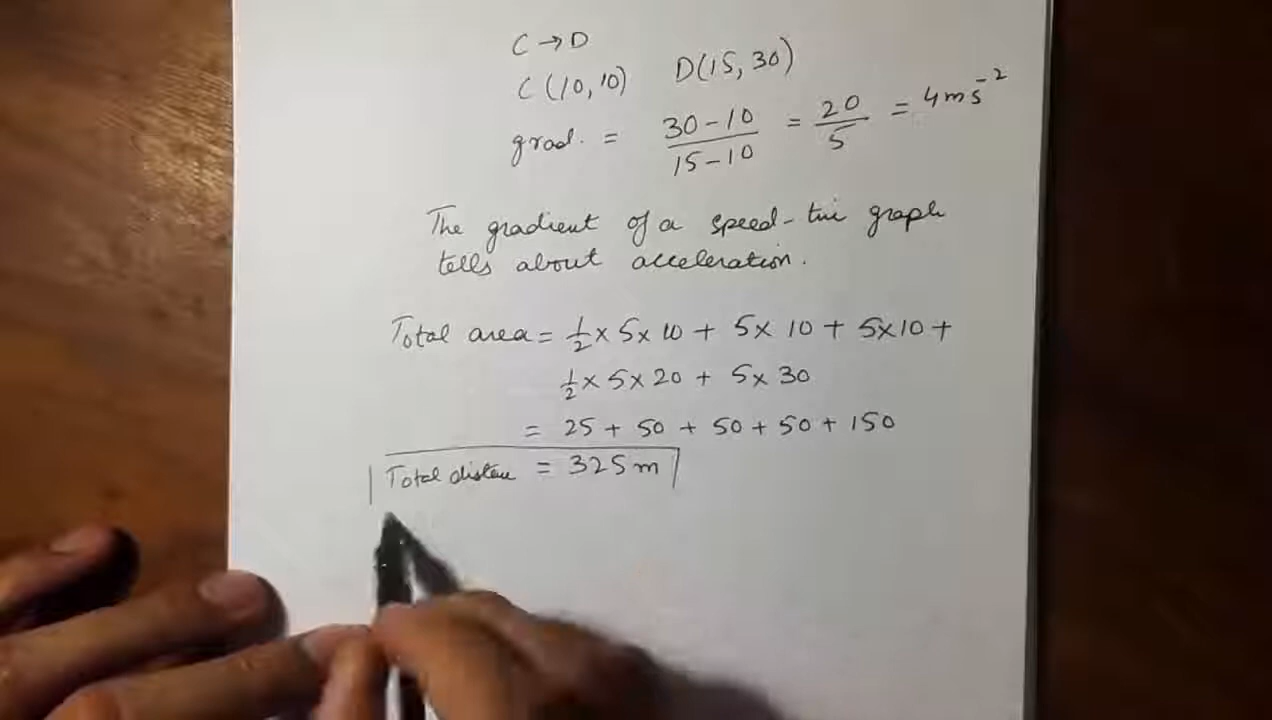 C → D
C (10, 10) D(15, 30)
grad. = 30 - 10 / 15 - 10 = 20 / 5 = 4 ms⁻²
The gradient of a speed - graph
tells about acceleration.
Total area = 1/2 × 5 × 10 + 5 × 10 + 5 × 10 +
1/2 × 5 × 20 + 5 × 30
= 25 + 50 + 50 + 50 + 150
Total = 325 m